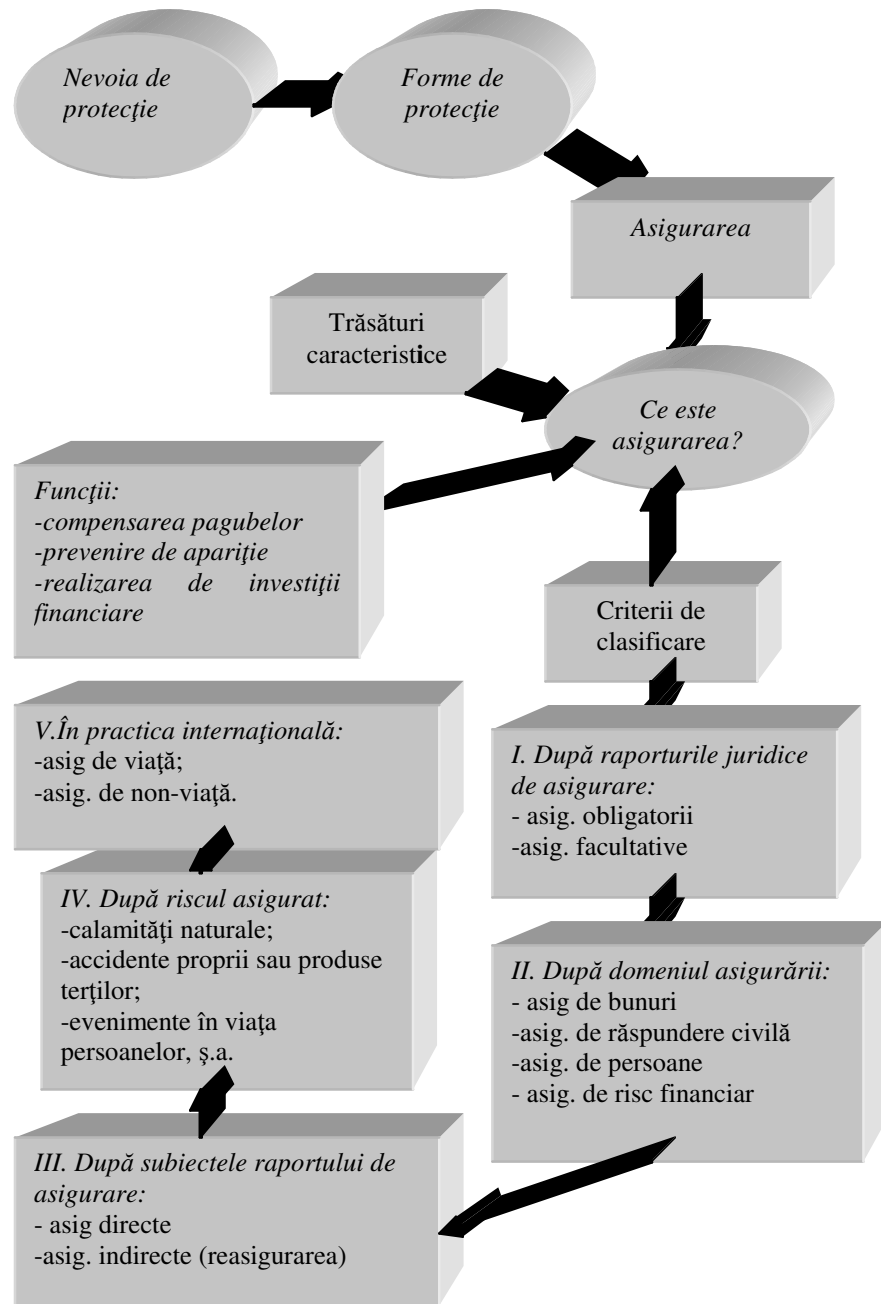 Nevoia de
protecţie
Forme de
protecţie
Asigurarea
Trăsături
caracteristice
Ce este
asigurarea?
Funcţii:
-compensarea pagubelor
-prevenire de apariţie
-realizarea de investiţii
financiare
Criterii de
clasificare
I. După raporturile juridice
de asigurare:
- asig. obligatorii
-asig. facultative
II. După domeniul asigurării:
- asig de bunuri
-asig. de răspundere civilă
-asig. de persoane
- asig. de risc financiar
III. După subiectele raportului de
asigurare:
- asig directe
-asig. indirecte (reasigurarea)
IV. După riscul asigurat:
-calamităţi naturale;
-accidente proprii sau produse
terţilor;
-evenimente în viaţa
persoanelor, ş.a.
V.În practica internaţională:
-asig de viaţă;
-asig. de non-viaţă.